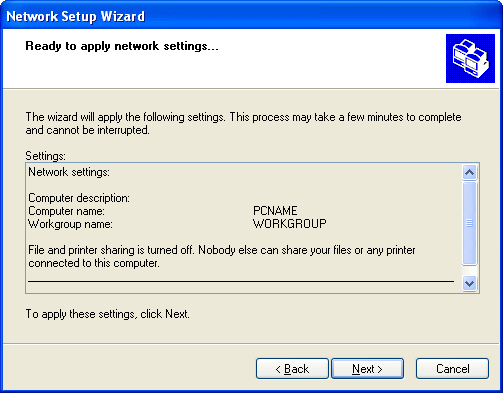 Network Setup Wizard
Ready to apply network settings...
The wizard will apply the following settings. This process may take a few minutes to complete
and cannot be interrupted.
Settings:
Network settings:
Computer description:
Computer name: PCNAME
Workgroup name: WORKGROUP
File and printer sharing is turned off. Nobody else can share your files or any printer
connected to this computer.
To apply these settings, click Next.
< Back Next > Cancel